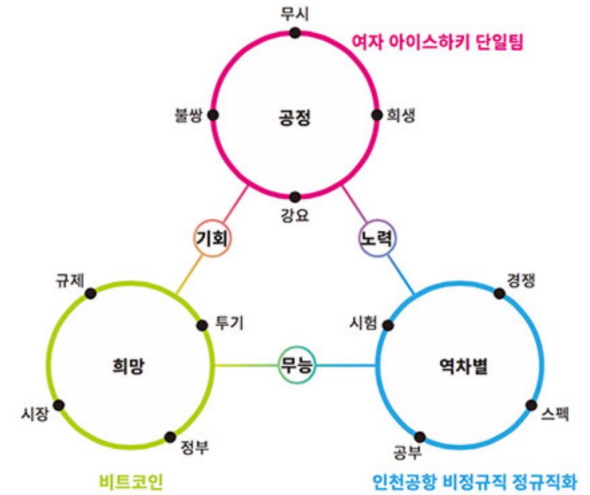 무시
여자 아이스하키 단일팀
불쌍
공정
희생
강요
기회
노력
규제
경쟁
투기
시험
희망
무능
역차별
시장
스펙
정부
공부
비트코인
인천공항 비정규직 정규직화